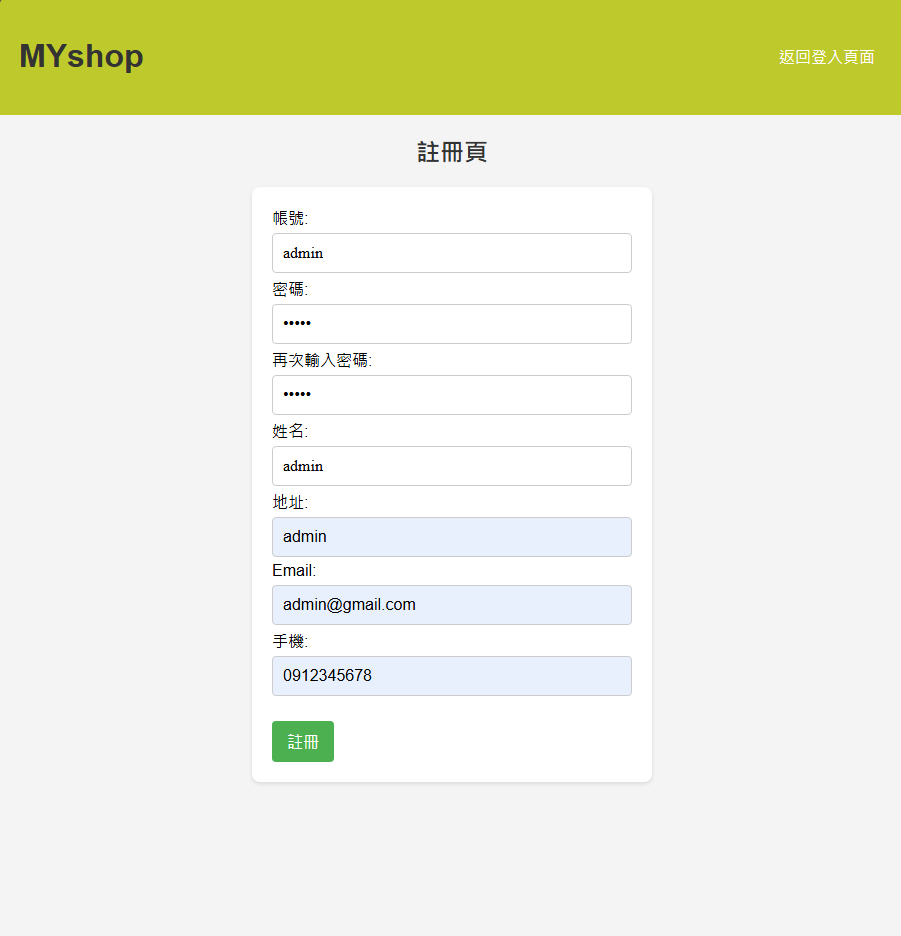 MYshop
返回登入頁面
註冊頁
帳號:
admin
密碼:
•••••
再次輸入密碼:
•••••
姓名:
admin
地址:
admin
Email:
admin@gmail.com
手機:
0912345678
註冊